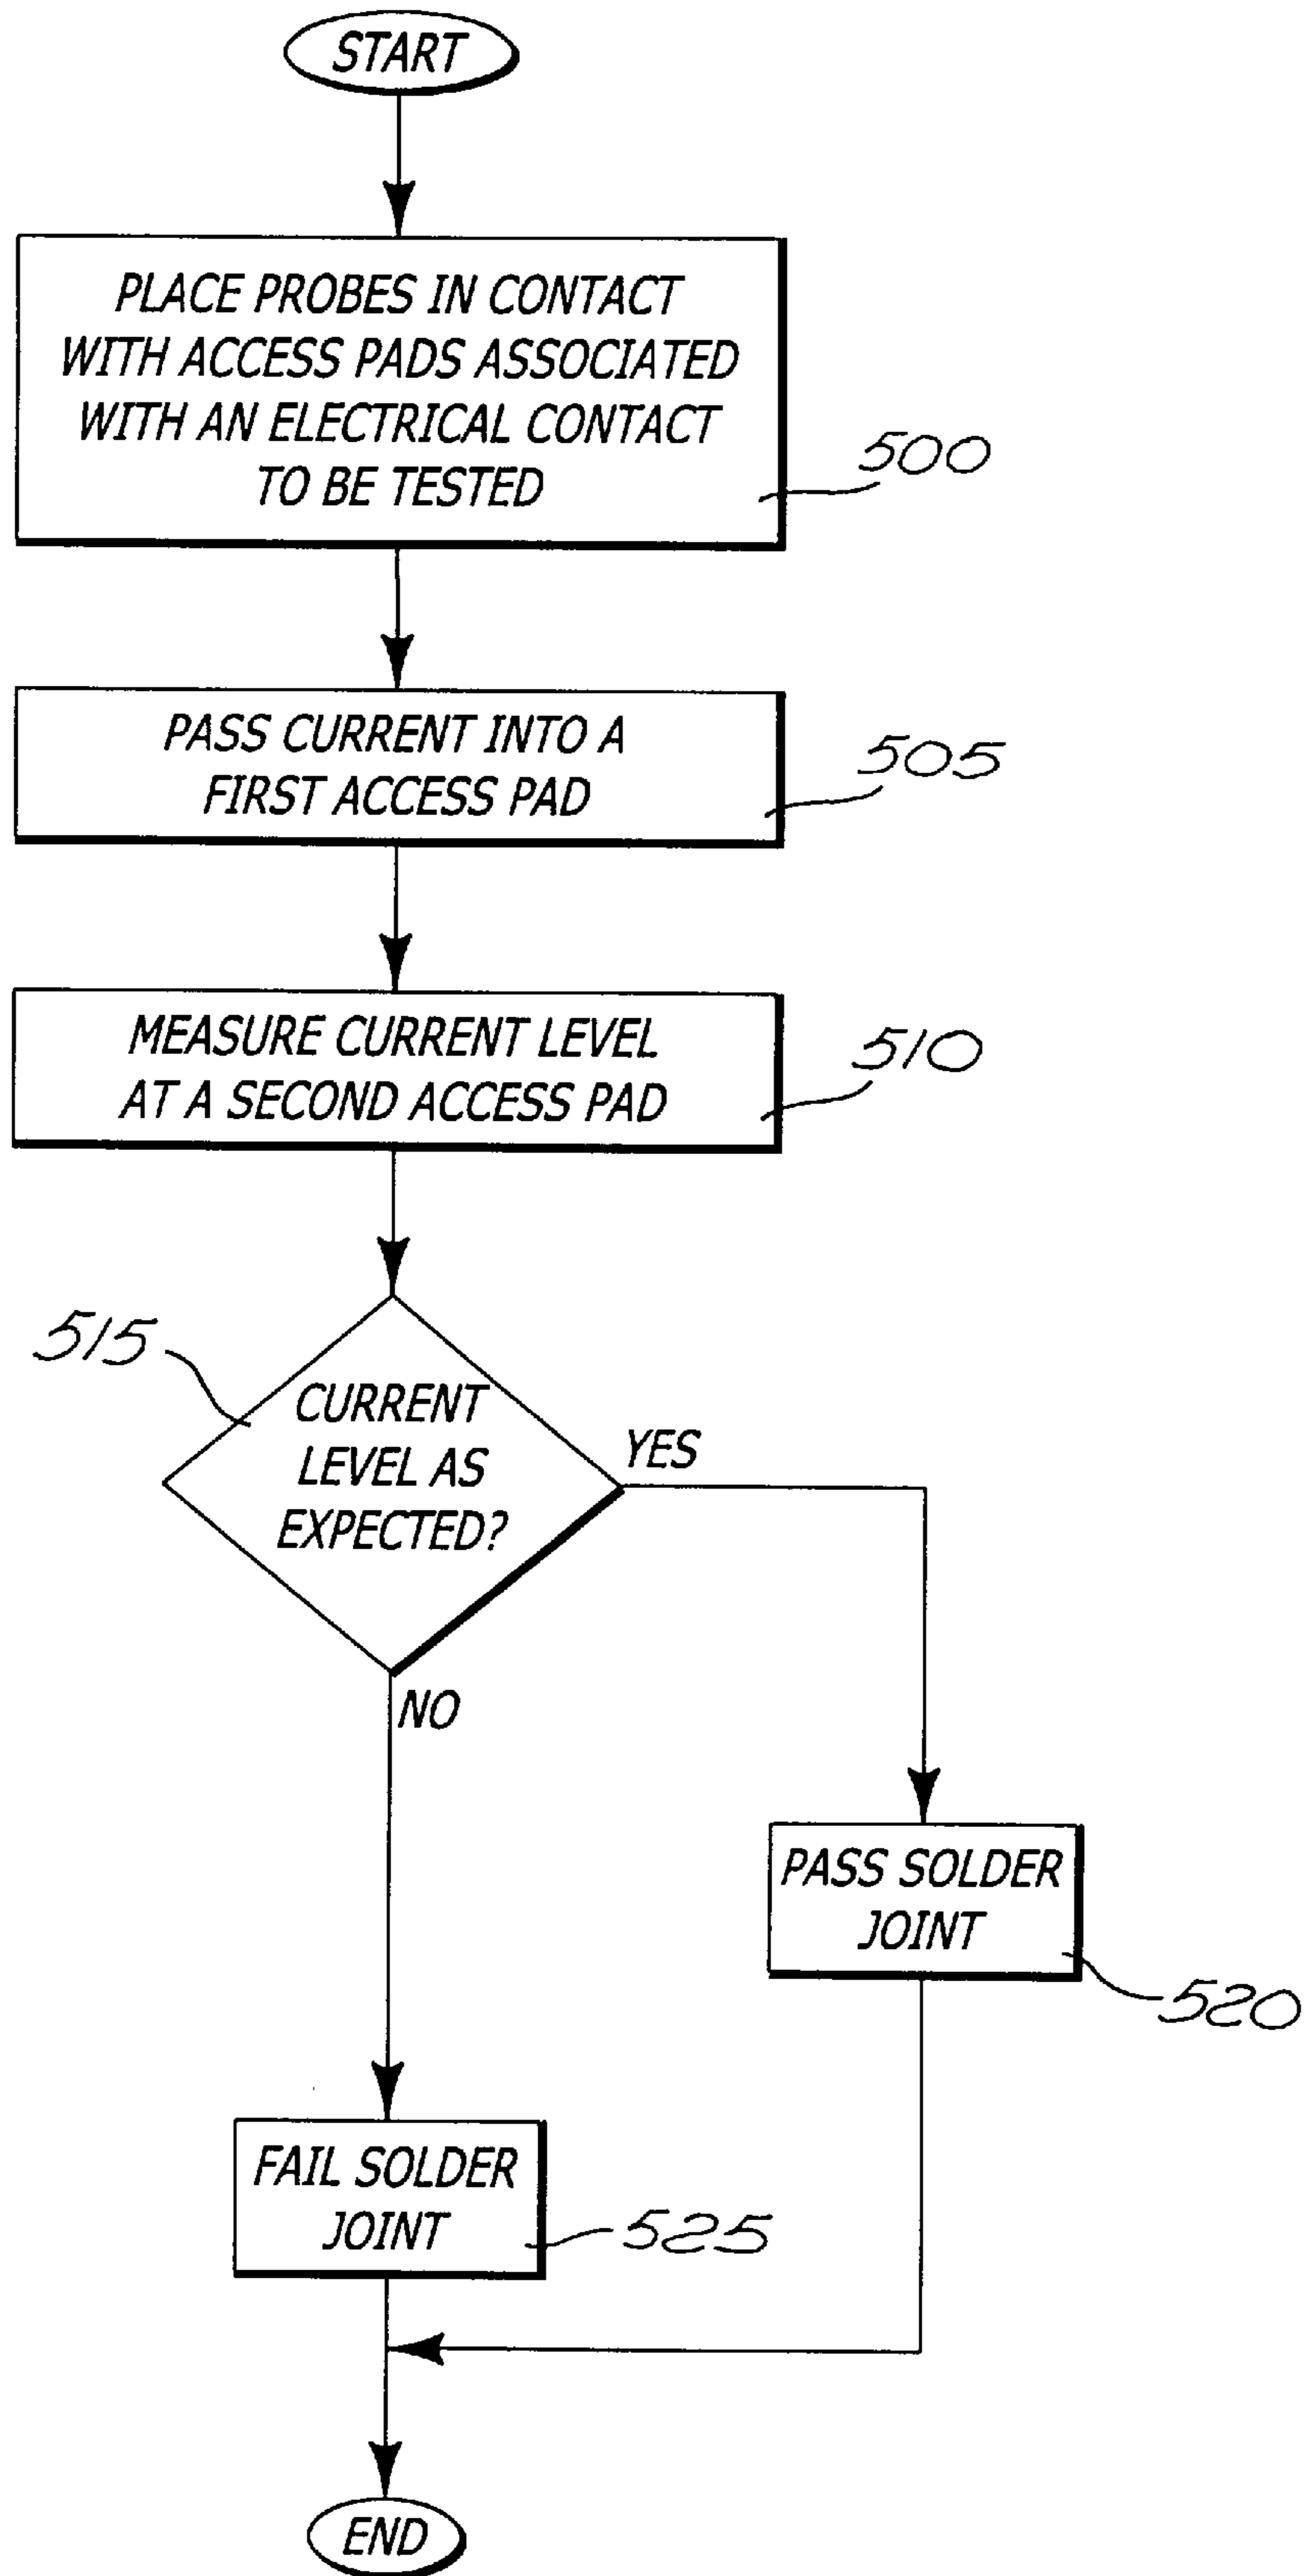 START
PLACE PROBES IN CONTACT
WITH ACCESS PADS ASSOCIATED
WITH AN ELECTRICAL CONTACT
TO BE TESTED
500
PASS CURRENT INTO A
FIRST ACCESS PAD
505
MEASURE CURRENT LEVEL
AT A SECOND ACCESS PAD
510
515
CURRENT
LEVEL AS
EXPECTED?
YES
NO
PASS SOLDER
JOINT
520
FAIL SOLDER
JOINT
525
END